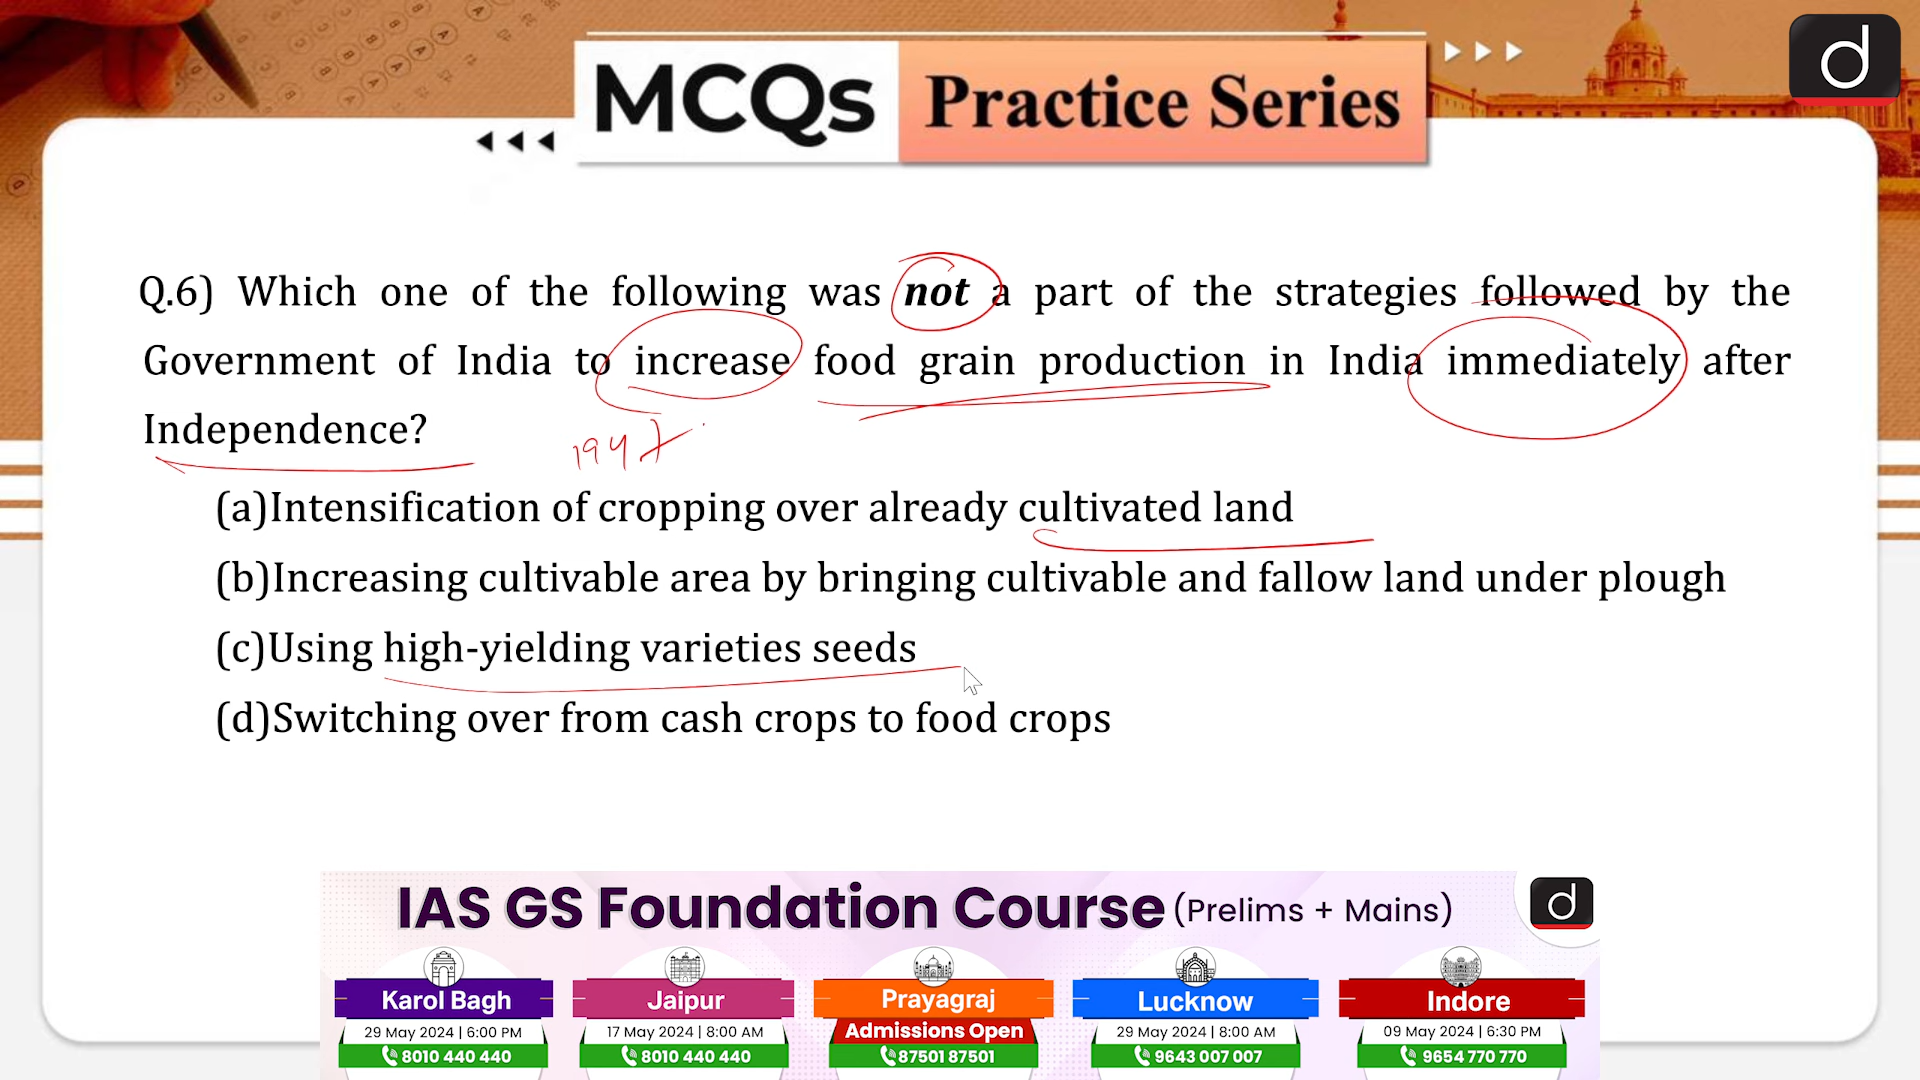 MCQs Practice Series
d
Q.6) Which one of the following was not a part of the strategies followed by the
Government of India to increase food grain production in India immediately after
Independence?
1947
(a)Intensification of cropping over already cultivated land
(b)Increasing cultivable area by bringing cultivable and fallow land under plough
(c)Using high-yielding varieties seeds
(d)Switching over from cash crops to food crops
IAS GS Foundation Course (Prelims + Mains)
d
Karol Bagh
29 May 2024 | 6:00 PM
8010 440 440
Jaipur
17 May 2024 | 8:00 AM
8010 440 440
Prayagraj
Admissions Open
87501 87501
Lucknow
29 May 2024 | 8:00 AM
9643 007 007
Indore
09 May 2024 | 6:30 PM
9654 770 770